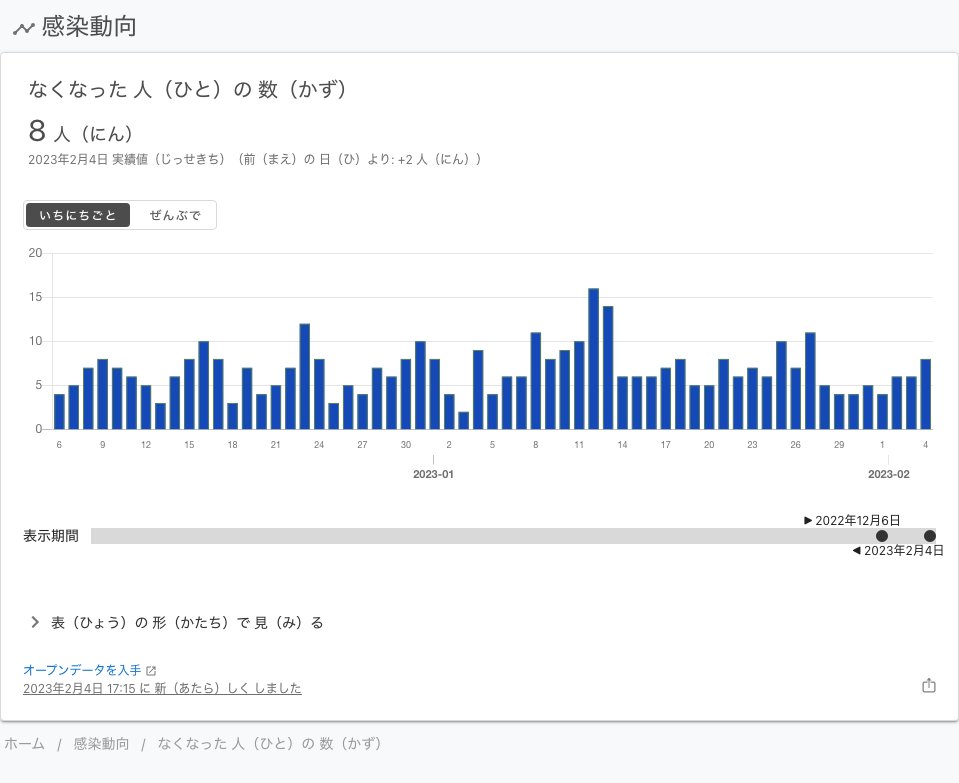 感染動向
なくなった 人（ひと）の 数（かず）
8 人（にん）
2023年2月4日 実績値（じっせきち）（前（まえ）の 日（ひ）より: +2 人（にん））
いちにちごと ぜんぶで
20
15
10
5
0
6 9 12 15 18 21 24 27 30 2 5 8 11 14 17 20 23 26 29 1 4
2023-01 2023-02
▶ 2022年12月6日
表示期間
◀ 2023年2月4日
表（ひょう）の 形（かたち）で 見（み）る
オープンデータを入手
2023年2月4日 17:15 に 新（あたら）しく しました
ホーム / 感染動向 / なくなった 人（ひと）の 数（かず）